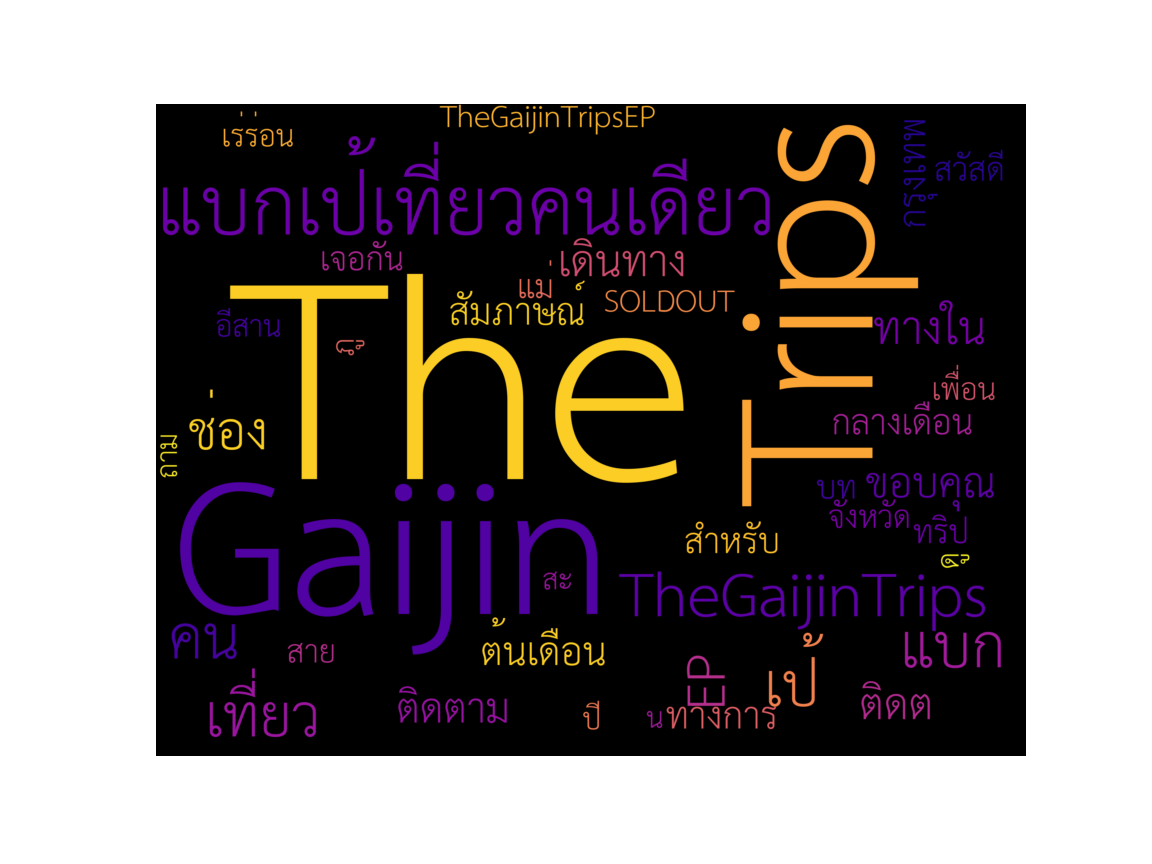 TheGaijinTripsEP
เร่ร่อน
กรุงเทพ
สวัสดี
แบกเป้เที่ยวคนเดียว
Trips
เจอกัน
เดินทาง
แม่
สัมภาษณ์
SOLDOUT
อีสาน
The
ทางใน
เพื่อน
ช่อง
กลางเดือน
ถาม
บท
ขอบคุณ
จังหวัด
ทริป
Gaijin
สำหรับ
สะ
TheGaijinTrips
คน
สาย
ต้นเดือน
แบก
EP
เป้
เที่ยว
ติดตาม
ปี
น
ทางการ
ติดต